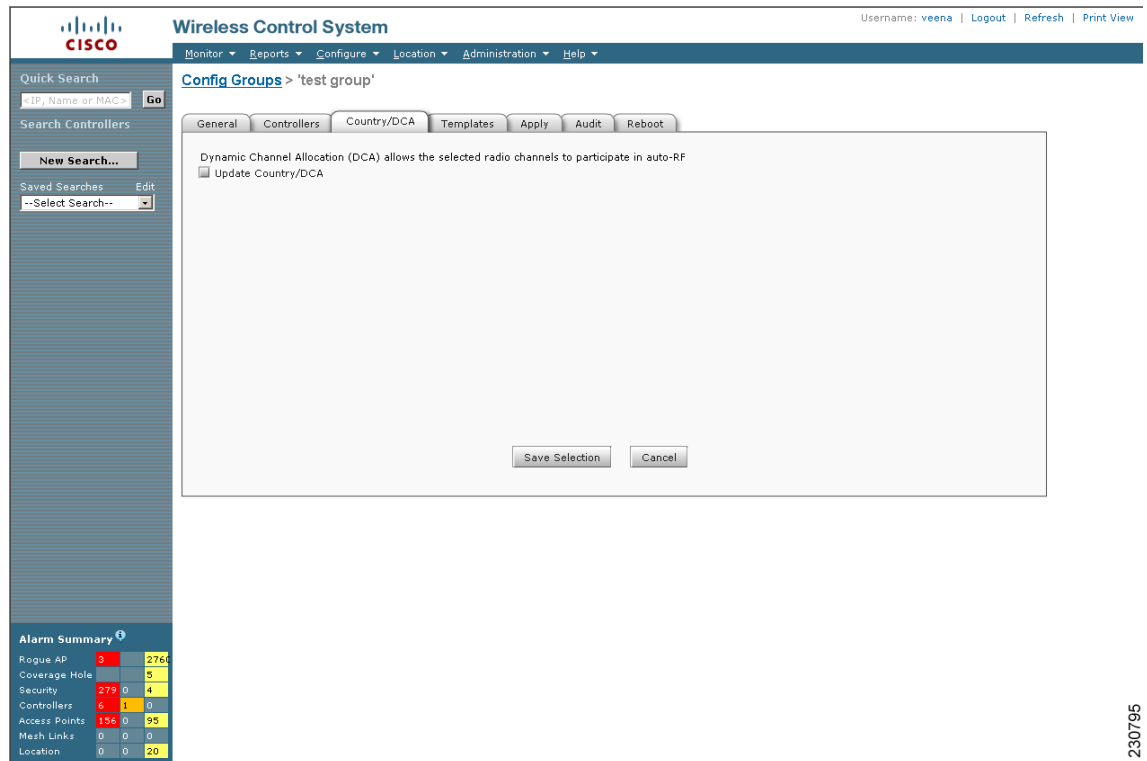 CISCO
Wireless Control System
Username: veena | Logout | Refresh | Print View
Monitor Reports Configure Location Administration Help
Quick Search
<IP, Name or MAC> Go
Search Controllers
New Search...
Saved Searches Edit
--Select Search--
Config Groups > 'test group'
General Controllers Country/DCA Templates Apply Audit Reboot
Dynamic Channel Allocation (DCA) allows the selected radio channels to participate in auto-RF
Update Country/DCA
Save Selection Cancel
Alarm Summary
Rogue AP 3 2760
Coverage Hole 5
Security 279 0 4
Controllers 6 1 0
Access Points 156 0 95
Mesh Links 0 0 0
Location 0 0 20
230795